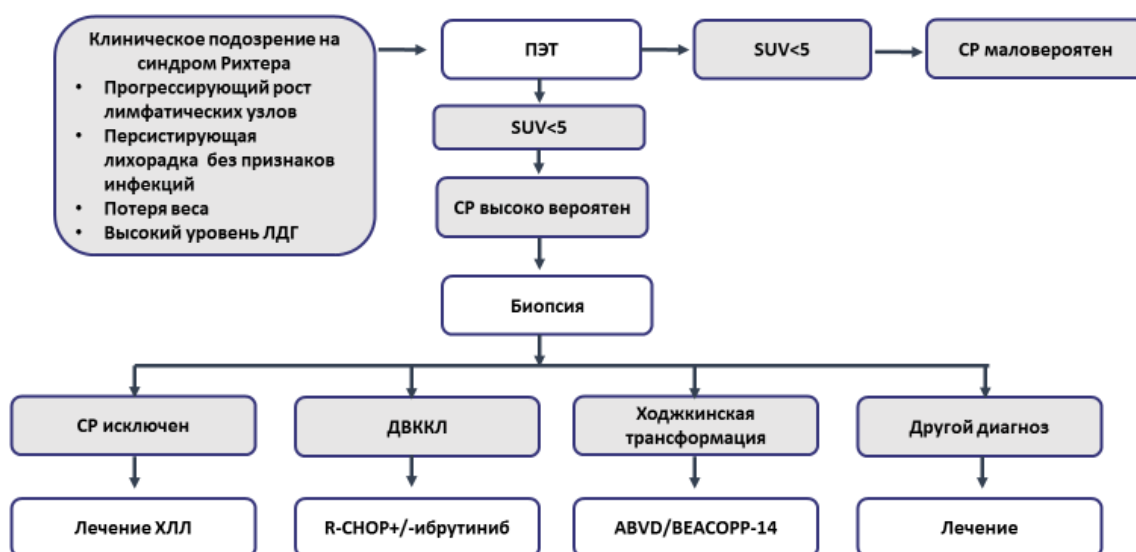 Клиническое подозрение на
синдром Рихтера
• Прогрессирующий рост
лимфатических узлов
• Персистирующая
лихорадка без признаков
инфекций
• Потеря веса
• Высокий уровень ЛДГ
ПЭТ
SUV<5
СР маловероятен
SUV<5
СР высоко вероятен
Биопсия
СР исключен
ДВККЛ
Ходжкинская
трансформация
Другой диагноз
Лечение ХЛЛ
R-CHOP+/-ибрутиниб
ABVD/BEACOPP-14
Лечение